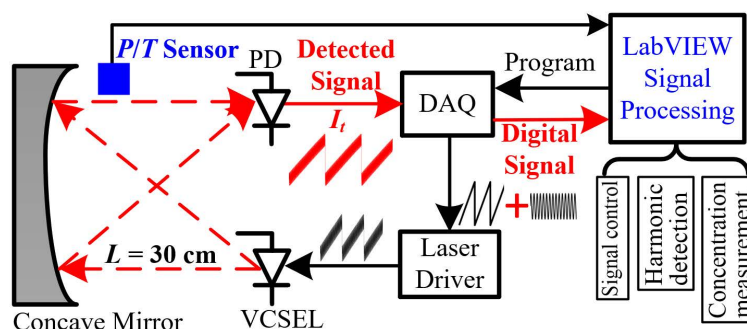 P/T Sensor
PD
Detected
Signal
I_t
DAQ
Program
Digital
Signal
LabVIEW
Signal
Processing
L = 30 cm
Laser
Driver
VCSEL
Concave Mirror
Signal control
Harmonic
detection
Concentration
measurement
+